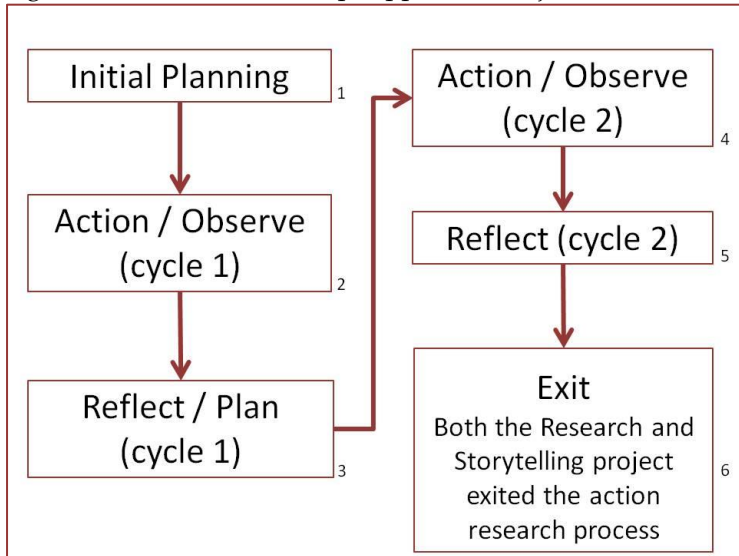 Initial Planning
1
Action / Observe
(cycle 1)
2
Reflect / Plan
(cycle 1)
3
Action / Observe
(cycle 2)
4
Reflect (cycle 2)
5
Exit
Both the Research and
Storytelling project
exited the action
research process
6